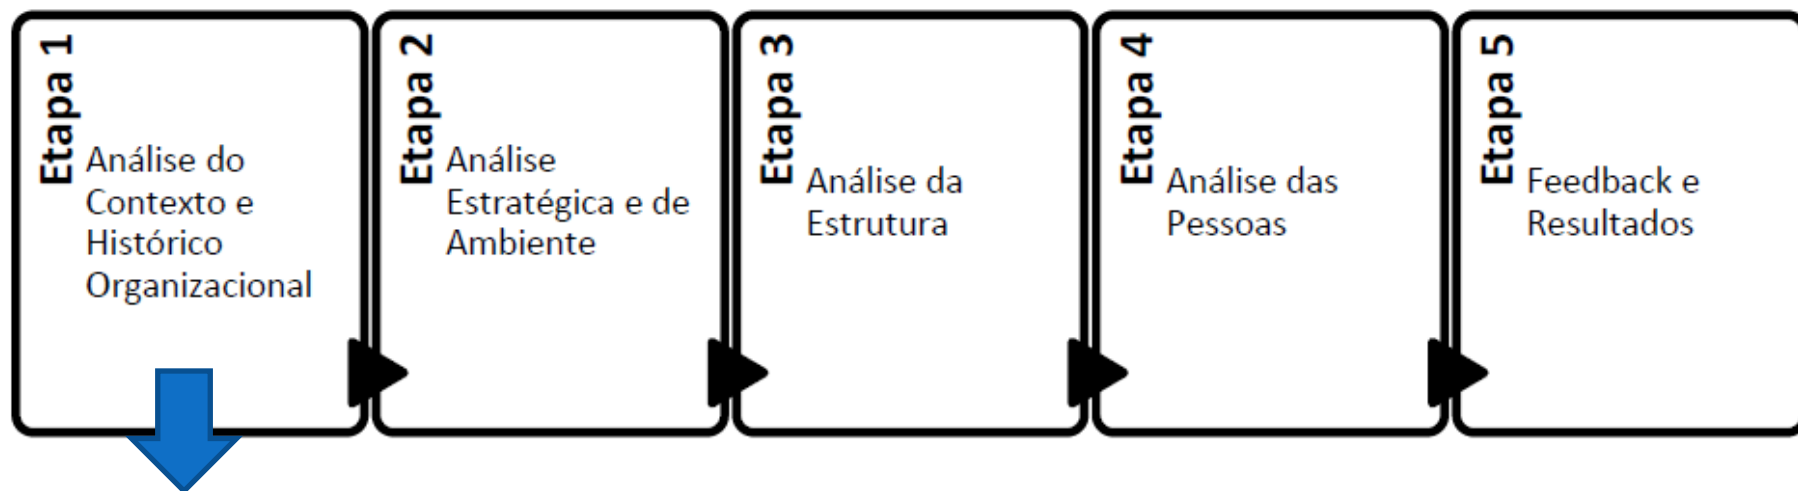 Etapa 1
Análise do
Contexto e
Histórico
Organizacional
Etapa 2
Análise
Estratégica e de
Ambiente
Etapa 3
Análise da
Estrutura
Etapa 4
Análise das
Pessoas
Etapa 5
Feedback e
Resultados